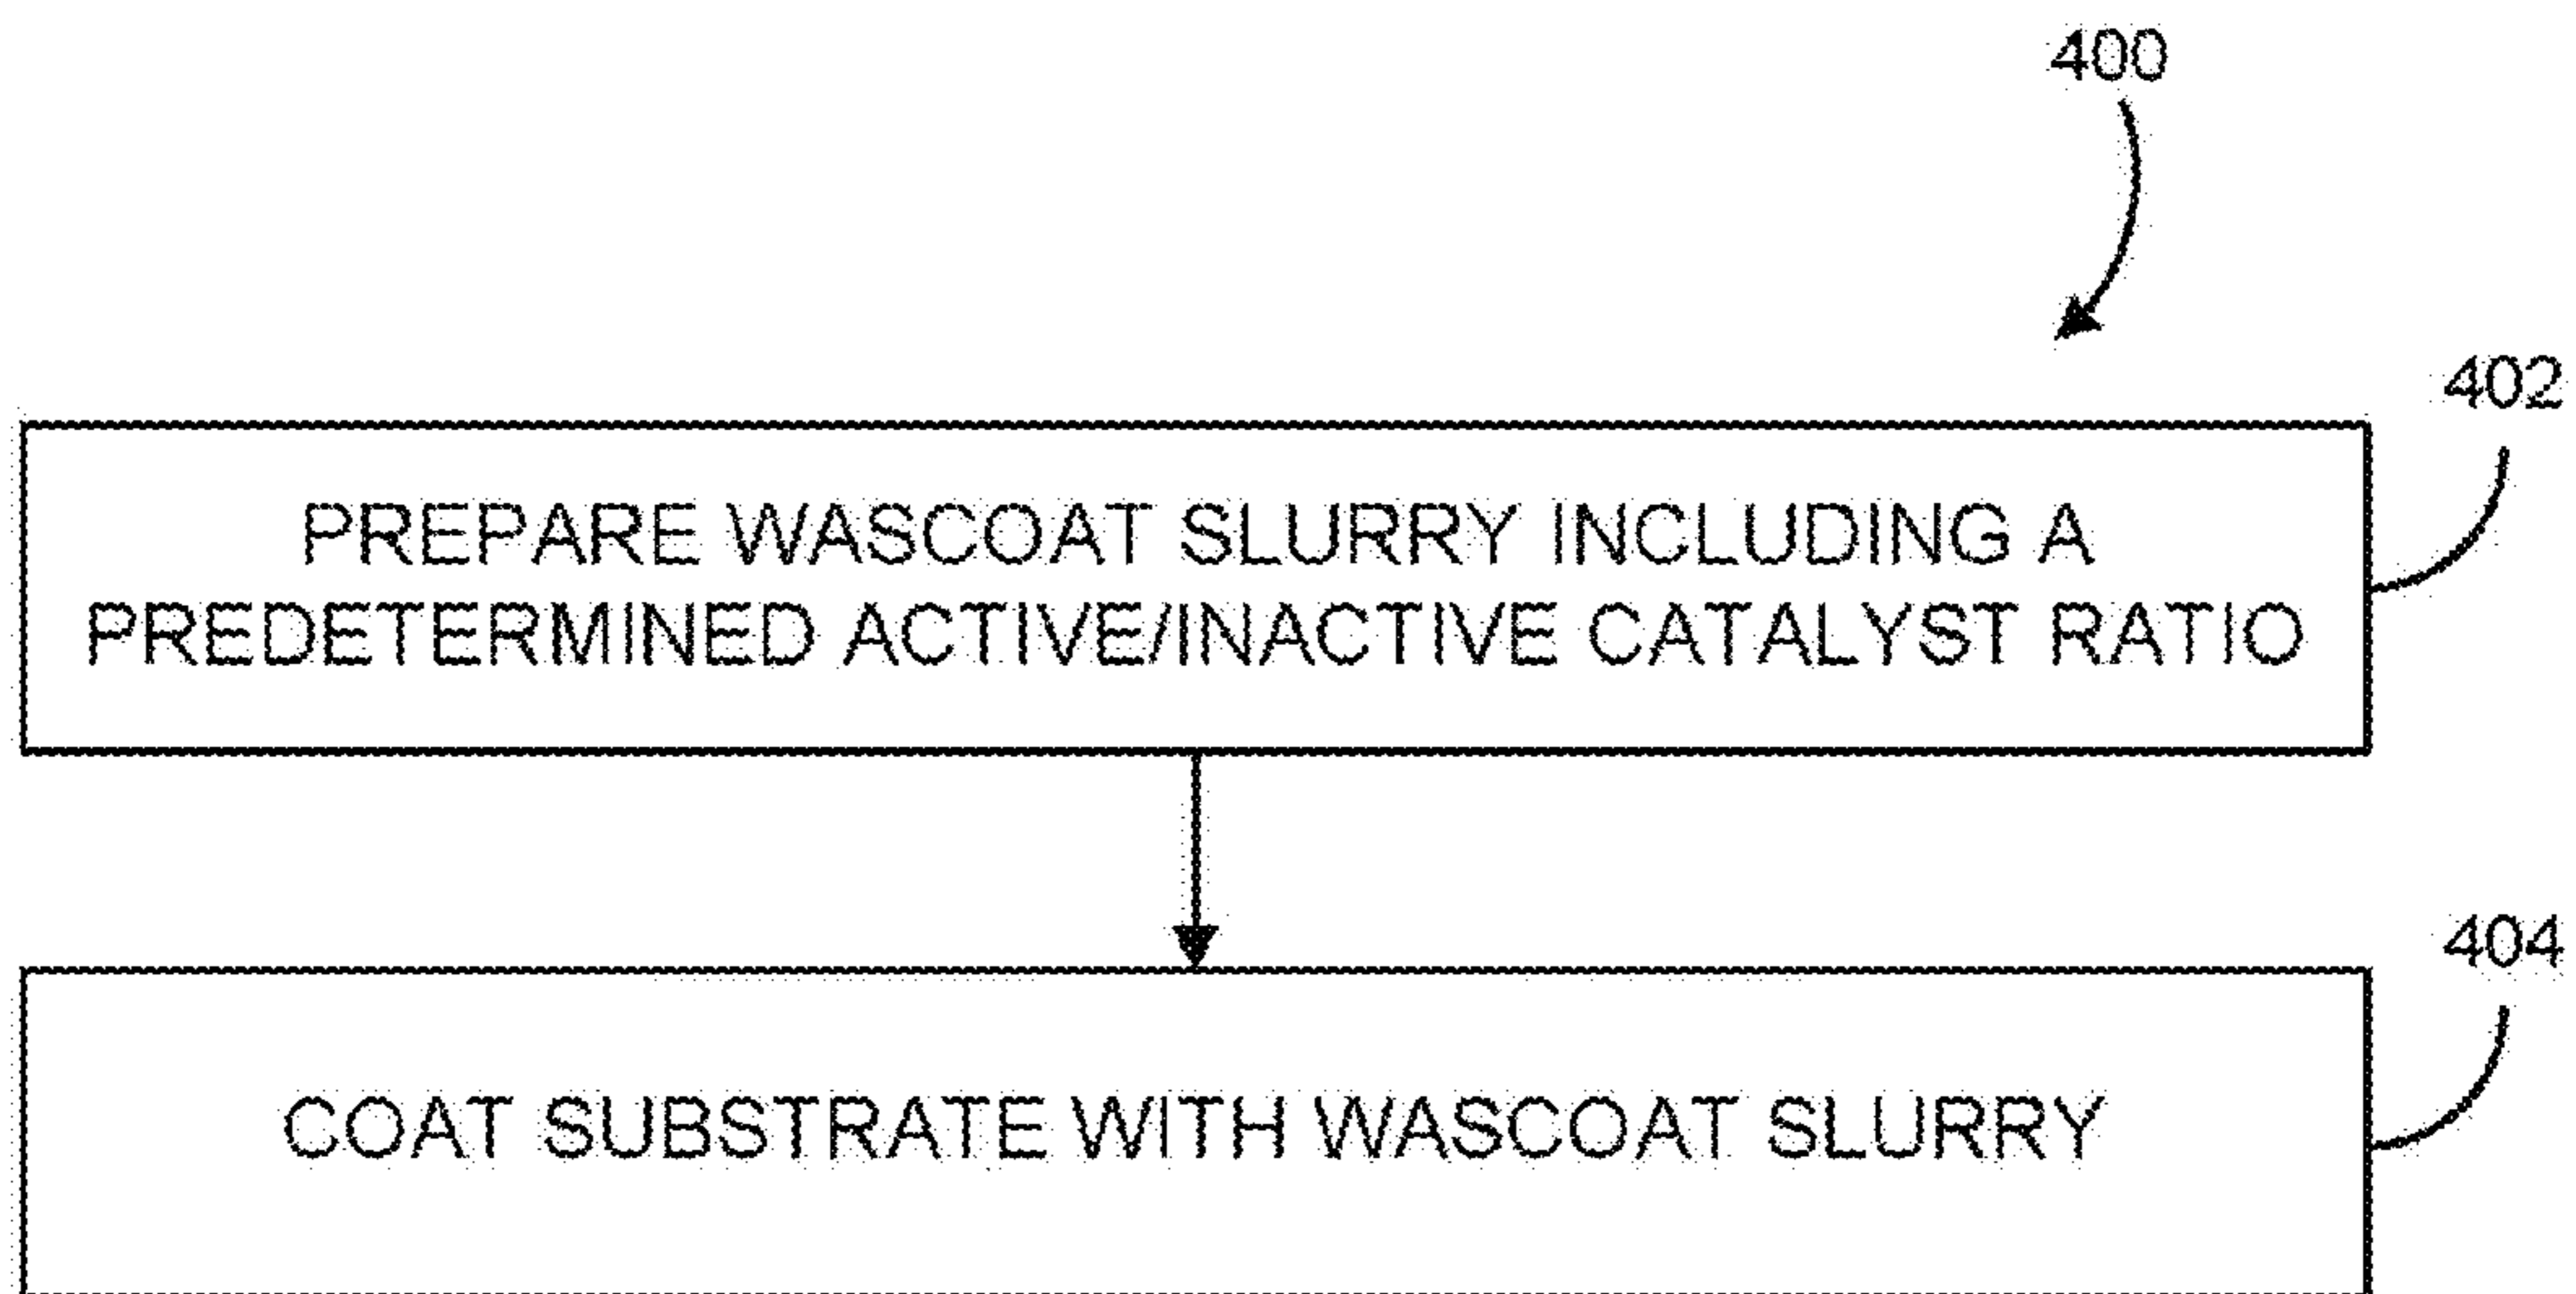 400
402
PREPARE WASCOAT SLURRY INCLUDING A
PREDETERMINED ACTIVE/INACTIVE CATALYST RATIO
404
COAT SUBSTRATE WITH WASCOAT SLURRY